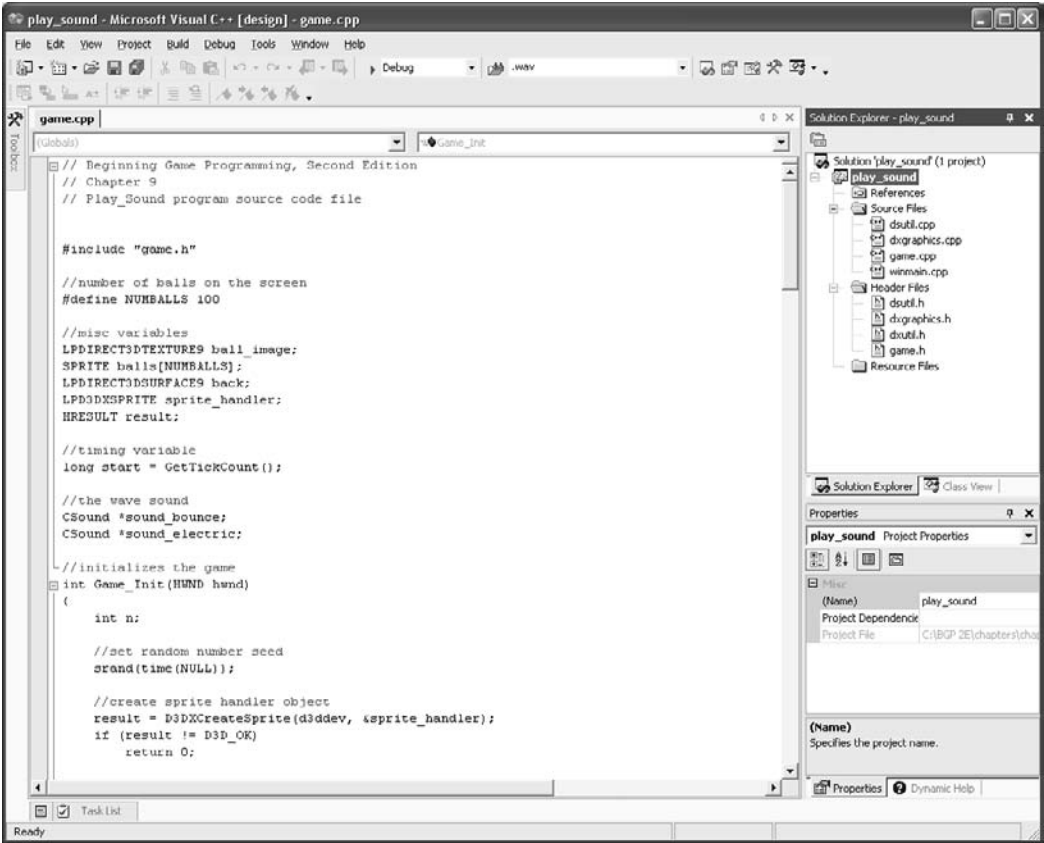 play_sound - Microsoft Visual C++ [design] - game.cpp
File Edit View Project Build Debug Tools Window Help
Debug .wav
Toolbox
game.cpp
(Globals) Game_Init
// Beginning Game Programming, Second Edition
// Chapter 9
// Play_Sound program source code file
#include "game.h"
//number of balls on the screen
#define NUMBALLS 100
//misc variables
LPDIRECT3DTEXTURE9 ball_image;
SPRITE balls[NUMBALLS];
LPDIRECT3DSURFACE9 back;
LPD3DXSPRITE sprite_handler;
HRESULT result;
//timing variable
long start = GetTickCount();
//the wave sound
CSound *sound_bounce;
CSound *sound_electric;
//initializes the game
int Game_Init(HWND hwnd)
{
int n;
//set random number seed
srand(time(NULL));
//create sprite handler object
result = D3DXCreateSprite(d3ddev, &sprite_handler);
if (result != D3D_OK)
return 0;
Task List
Ready
Solution Explorer - play_sound
Solution 'play_sound' (1 project)
play_sound
References
Source Files
dsutil.cpp
dxgraphics.cpp
game.cpp
winmain.cpp
Header Files
dsutil.h
dxgraphics.h
dxutil.h
game.h
Resource Files
Solution Explorer Class View
Properties
play_sound Project Properties
Misc
(Name) play_sound
Project Dependencie
Project File C:\BGP 2E\chapters\chap
(Name)
Specifies the project name.
Properties Dynamic Help